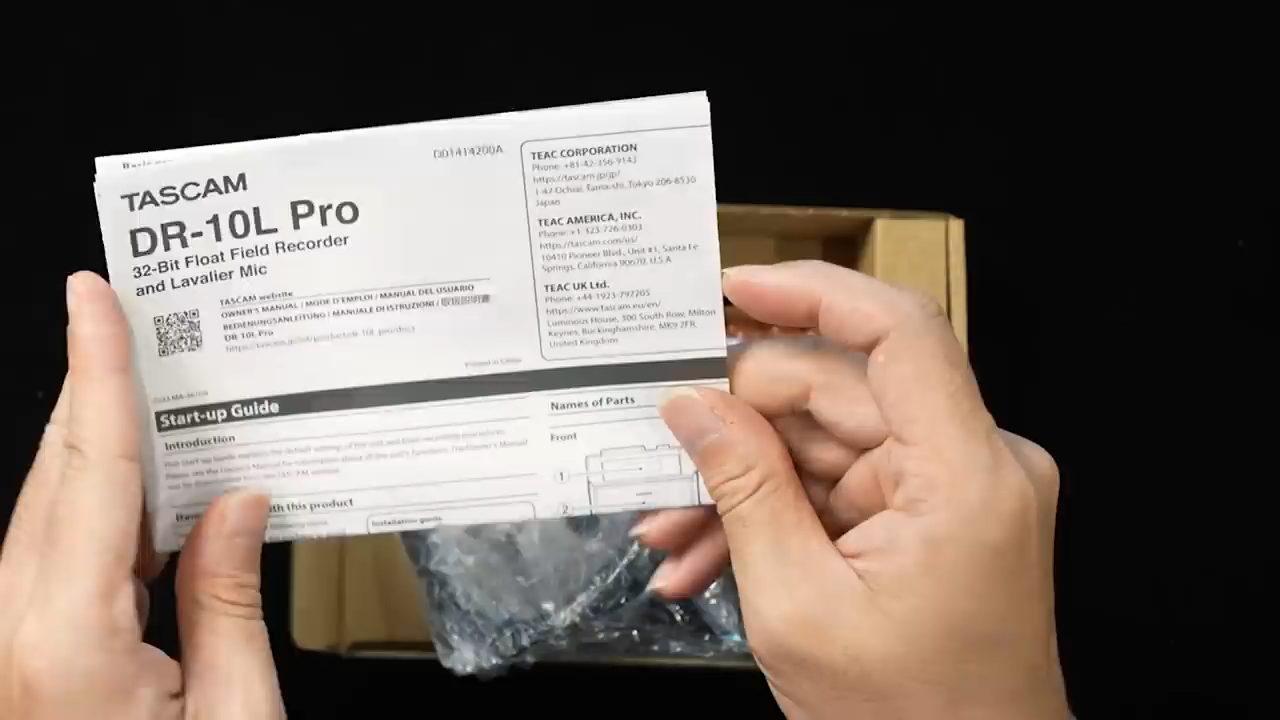 D01414200A
TASCAM
DR-10L Pro
32-Bit Float Field Recorder
and Lavalier Mic
TASCAM website
OWNER'S MANUAL / MODE D'EMPLOI / MANUAL DEL USUARIO
BEDIENUNGSANLEITUNG / MANUALE DI ISTRUZIONI /
DR-10L Pro
Printed in China
TEAC CORPORATION
Phone: +81-42-356-9143
https://tascam.jp/jp/
1-47 Ochiai, Tama-shi, Tokyo 206-8530
Japan
TEAC AMERICA, INC.
Phone: +1-323-726-0303
https://tascam.com/us/
10410 Pioneer Blvd., Unit #1, Santa Fe
Springs, California 90670, U.S.A
TEAC UK Ltd.
Phone: +44-1923-797205
https://www.tascam.eu/en/
Luminous House, 300 South Row, Milton
Keynes, Buckinghamshire, MK9 2FR,
United Kingdom
Start-up Guide
Introduction
this product
Installation guide
Names of Parts
Front
1
2